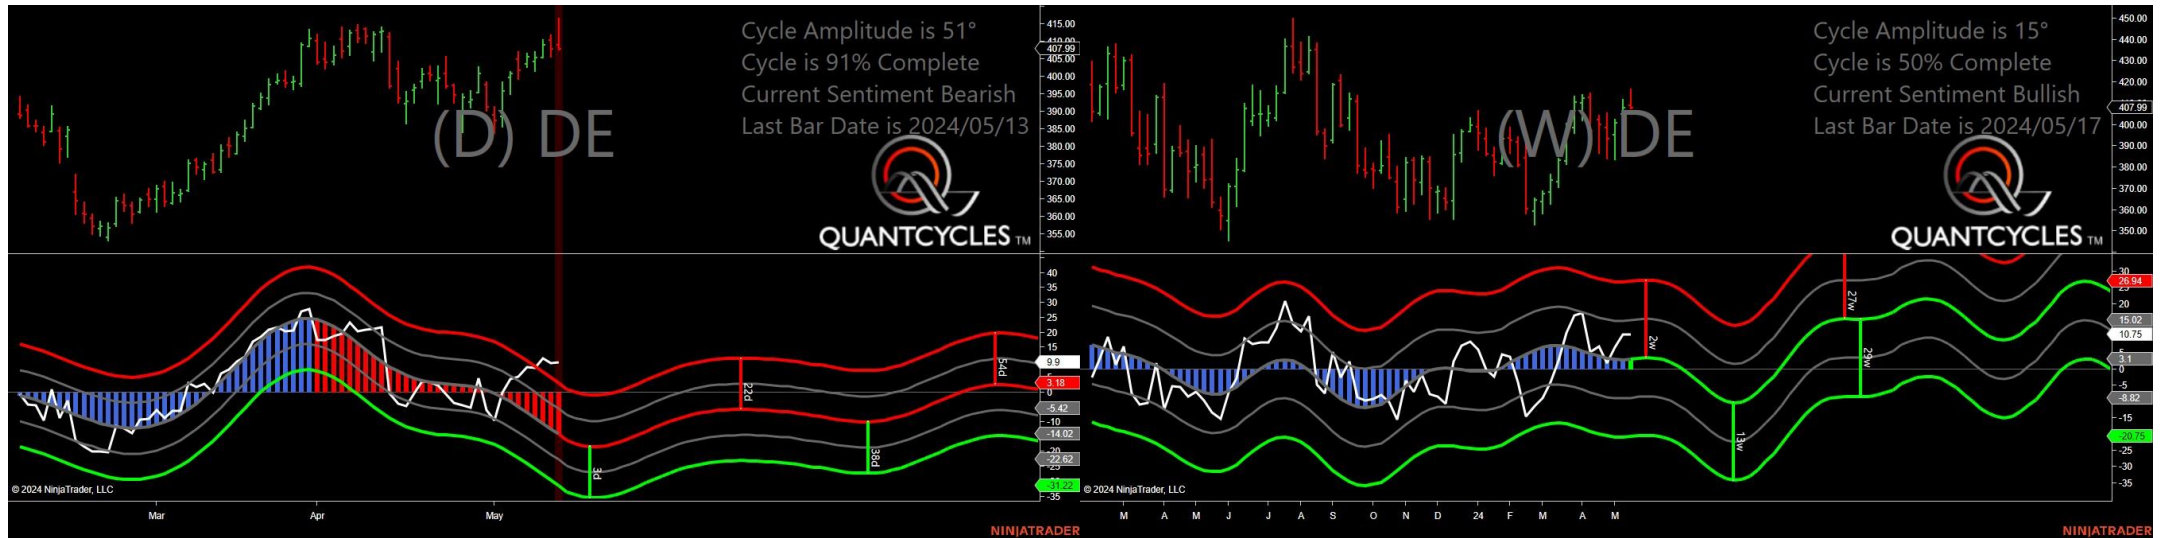 Cycle Amplitude is 51°
Cycle is 91% Complete
Current Sentiment Bearish
Last Bar Date is 2024/05/13
(D) DE
QUANTCYCLES TM
415.00
410.00
407.99
405.00
400.00
395.00
390.00
385.00
380.00
375.00
370.00
365.00
360.00
355.00
40
35
30
25
20
15
9.9
3.18
0
-5.42
-10
-14.02
-20
-22.62
-25
-31.22
-35
3d
22d
38d
54d
© 2024 NinjaTrader, LLC
Mar
Apr
May
NINJATRADER
Cycle Amplitude is 15°
Cycle is 50% Complete
Current Sentiment Bullish
Last Bar Date is 2024/05/17
(W) DE
QUANTCYCLES TM
450.00
440.00
430.00
420.00
407.99
400.00
390.00
380.00
370.00
360.00
350.00
30
26.94
20
15.02
10.75
3.1
0
-5
-8.82
-15
-20.75
-25
-30
-35
2w
13w
27w
29w
© 2024 NinjaTrader, LLC
M
A
M
J
J
A
S
O
N
D
24
F
M
A
M
NINJATRADER